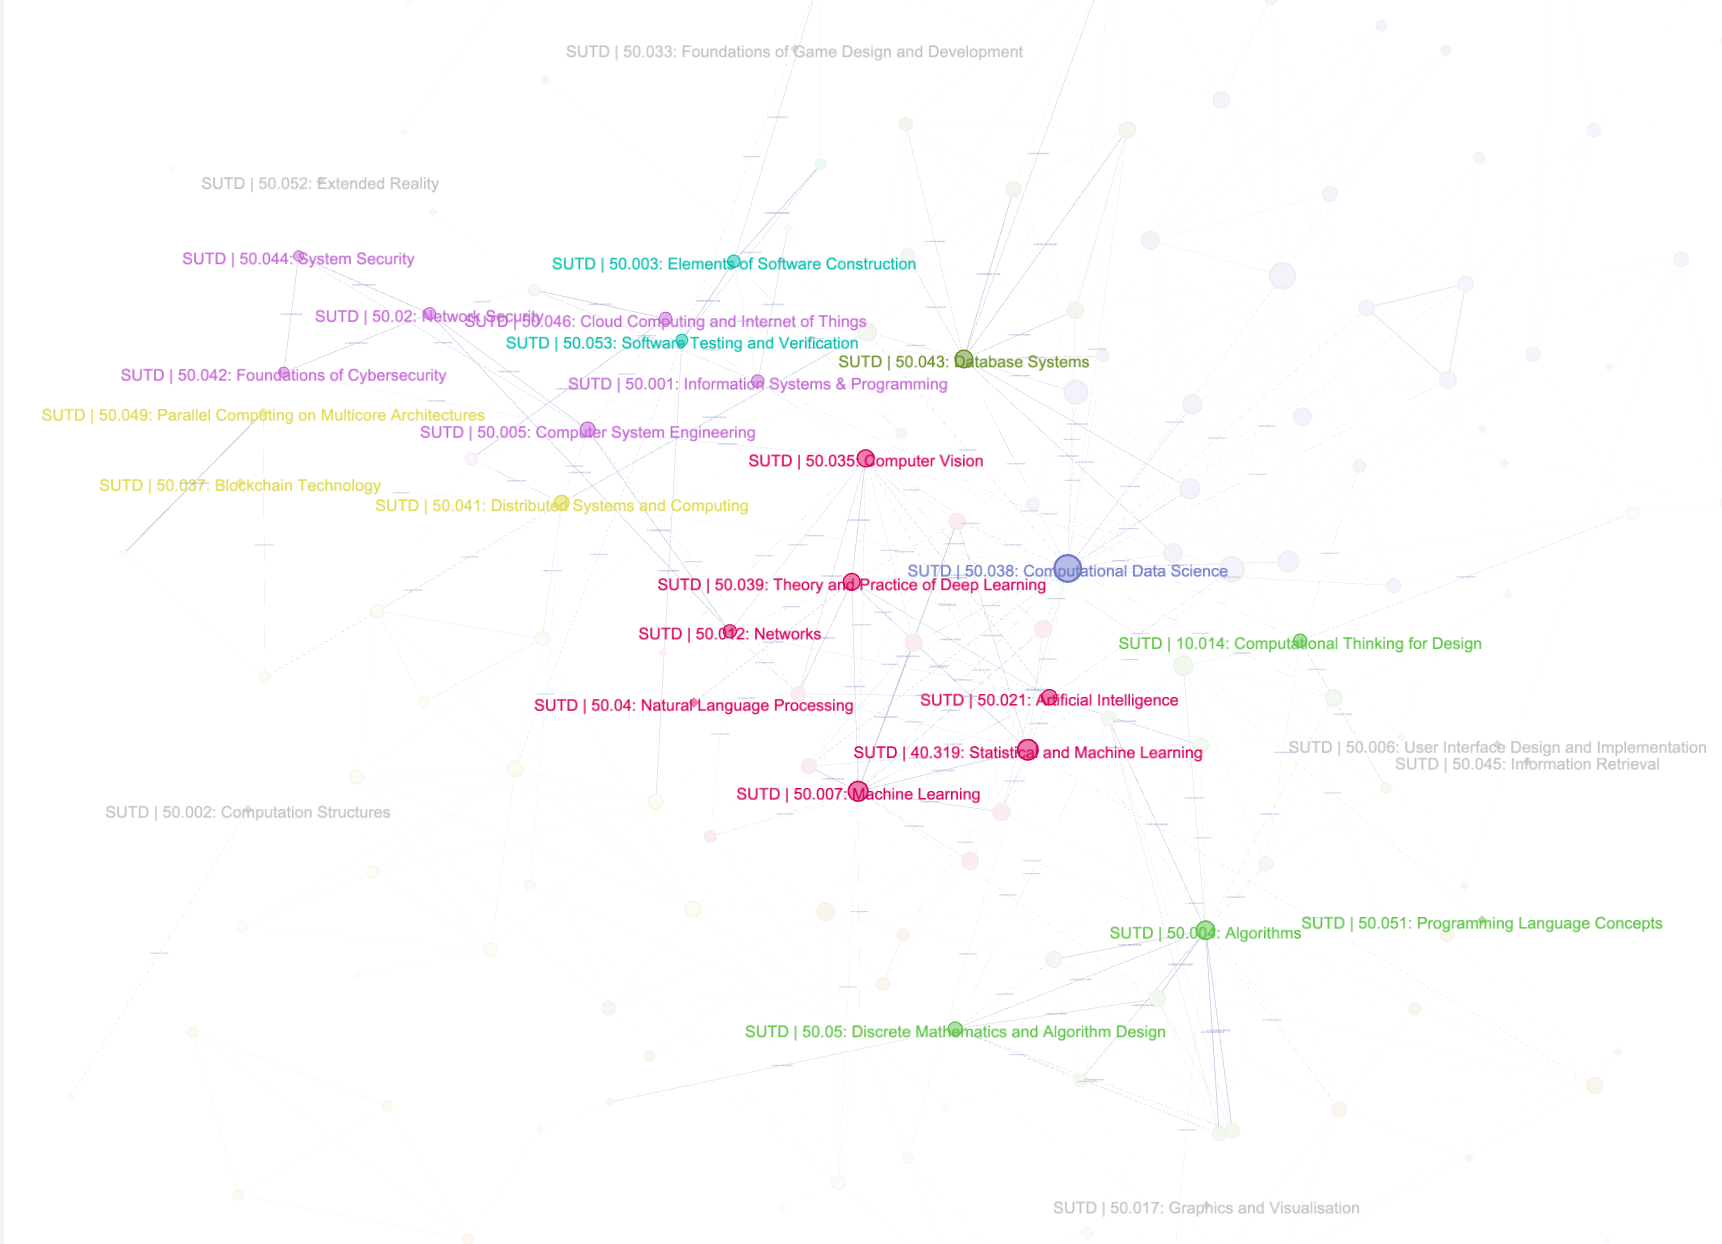 SUTD | 50.033: Foundations of Game Design and Development
SUTD | 50.052: Extended Reality
SUTD | 50.044: System Security
SUTD | 50.003: Elements of Software Construction
SUTD | 50.02: Network Security
SUTD | 50.046: Cloud Computing and Internet of Things
SUTD | 50.053: Software Testing and Verification
SUTD | 50.043: Database Systems
SUTD | 50.042: Foundations of Cybersecurity
SUTD | 50.001: Information Systems & Programming
SUTD | 50.049: Parallel Computing on Multicore Architectures
SUTD | 50.005: Computer System Engineering
SUTD | 50.035: Computer Vision
SUTD | 50.037: Blockchain Technology
SUTD | 50.041: Distributed Systems and Computing
SUTD | 50.038: Computational Data Science
SUTD | 50.039: Theory and Practice of Deep Learning
SUTD | 50.012: Networks
SUTD | 10.014: Computational Thinking for Design
SUTD | 50.04: Natural Language Processing
SUTD | 50.021: Artificial Intelligence
SUTD | 40.319: Statistical and Machine Learning
SUTD | 50.006: User Interface Design and Implementation
SUTD | 50.045: Information Retrieval
SUTD | 50.007: Machine Learning
SUTD | 50.002: Computation Structures
SUTD | 50.004: Algorithms
SUTD | 50.051: Programming Language Concepts
SUTD | 50.05: Discrete Mathematics and Algorithm Design
SUTD | 50.017: Graphics and Visualisation